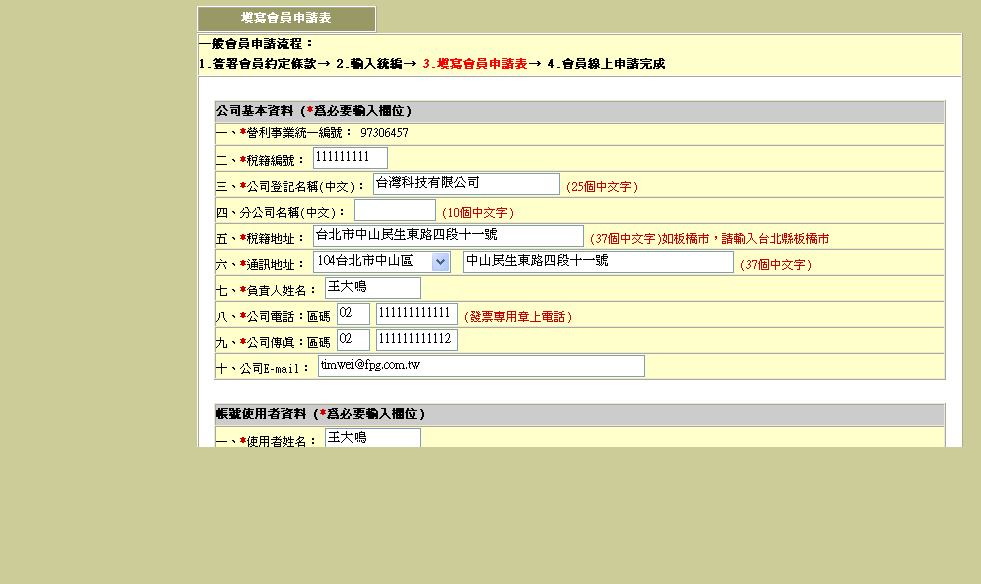 填寫會員申請表
一般會員申請流程：
1.簽署會員約定條款→ 2.輸入統編→ 3.填寫會員申請表→ 4.會員線上申請完成
公司基本資料 (*為必要輸入欄位)
一、*營利事業統一編號： 97306457
二、*稅籍編號： 111111111
三、*公司登記名稱(中文)： 台灣科技有限公司 (25個中文字)
四、分公司名稱(中文)： (10個中文字)
五、*稅籍地址： 台北市中山民生東路四段十一號 (37個中文字)如板橋市，請輸入台北縣板橋市
六、*通訊地址： 104台北市中山區 中山民生東路四段十一號 (37個中文字)
七、*負責人姓名： 王大鳴
八、*公司電話：區碼 02 111111111111 (發票專用章上電話)
九、*公司傳真：區碼 02 111111111112
十、公司E-mail： timwei@fpg.com.tw
帳號使用者資料 (*為必要輸入欄位)
一、*使用者姓名： 王大鳴